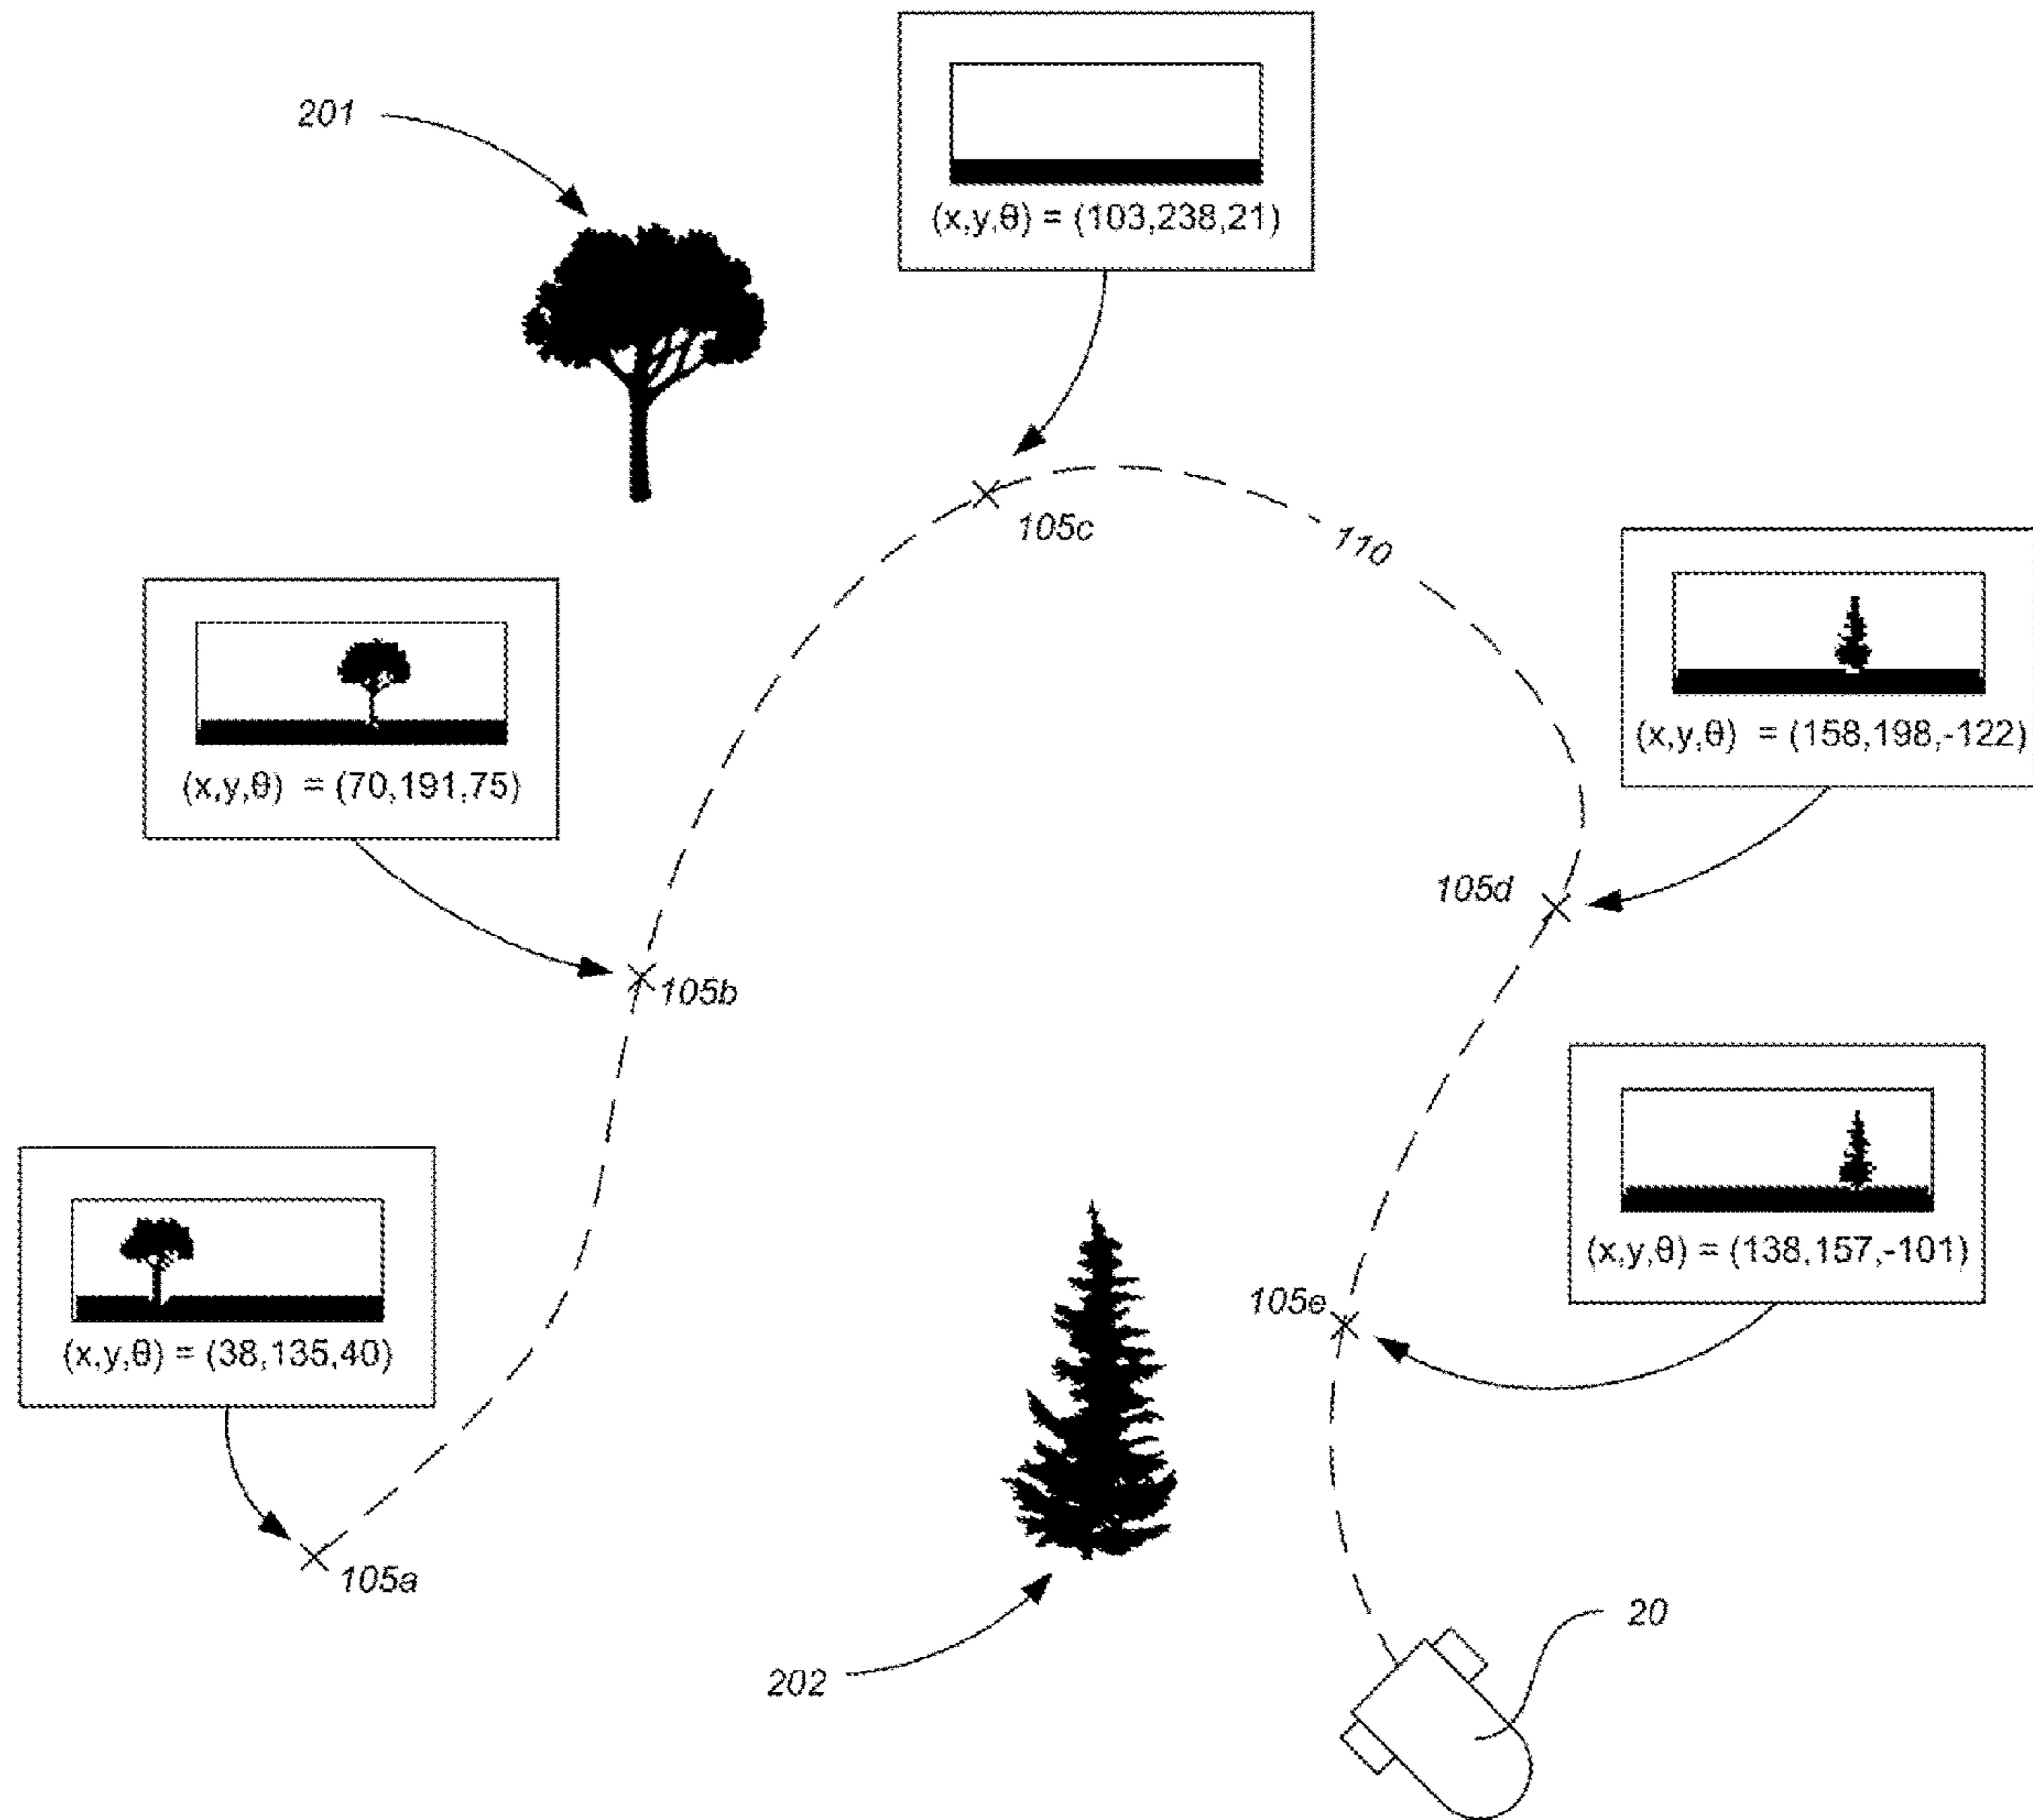 201
(x,y,θ) = (103,238,21)
105c
110
(x,y,θ) = (158,198,-122)
(x,y,θ) = (70,191,75)
105d
105b
(x,y,θ) = (138,157,-101)
105e
(x,y,θ) = (38,135,40)
105a
20
202